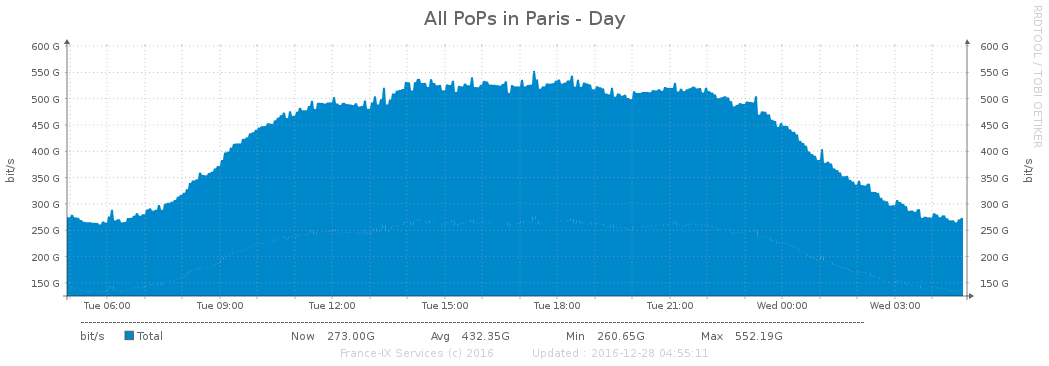 All PoPs in Paris - Day
RRDTOOL / TOBI OETIKER
600 G 600 G
550 G 550 G
500 G 500 G
450 G 450 G
400 G 400 G
350 G 350 G
300 G 300 G
250 G 250 G
200 G 200 G
150 G 150 G
bit/s bit/s
Tue 06:00 Tue 09:00 Tue 12:00 Tue 15:00 Tue 18:00 Tue 21:00 Wed 00:00 Wed 03:00
bit/s Total Now 273.00G Avg 432.35G Min 260.65G Max 552.19G
France-IX Services (c) 2016 Updated : 2016-12-28 04:55:11